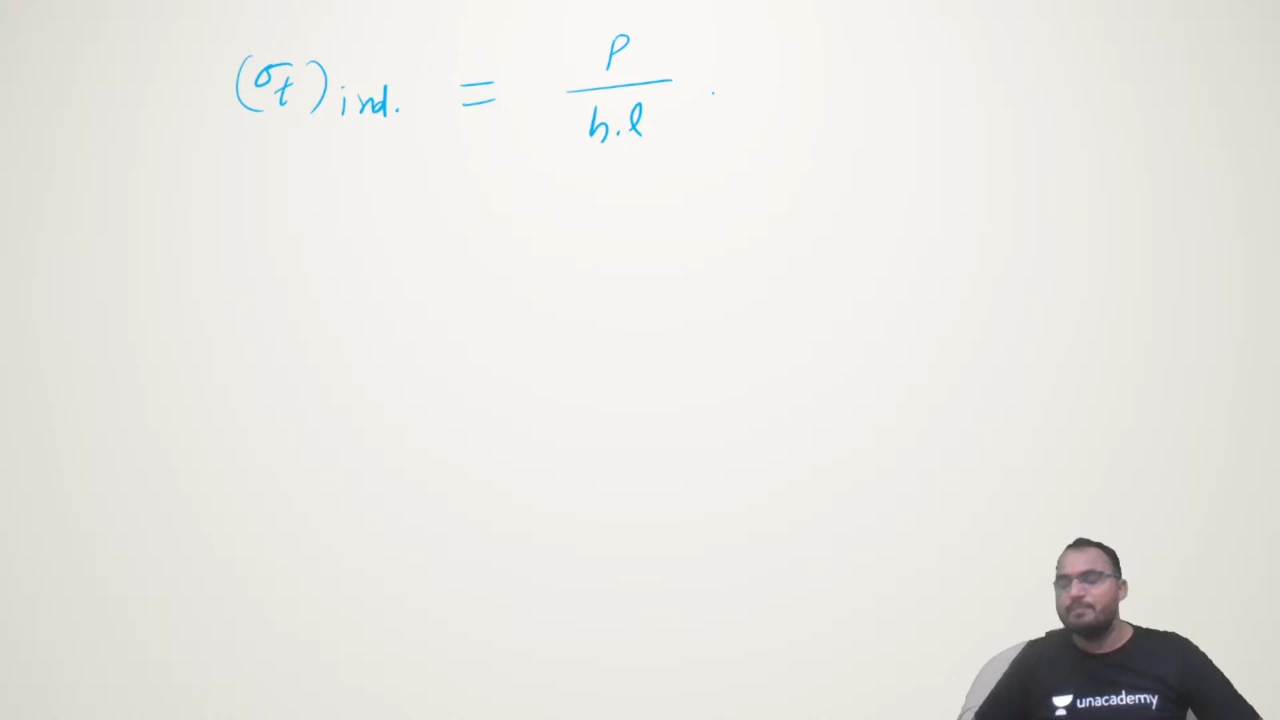 (σt)ind. = P / h.l
unacademy